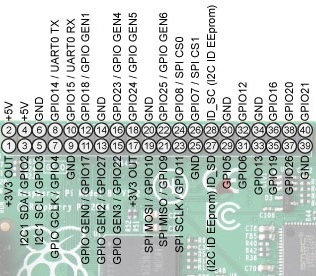 +5V
+5V
GND
GPIO14 / UART0 TX
GPIO15 / UART0 RX
GPIO18 / GPIO GEN1
GND
GPIO23 / GPIO GEN4
GPIO24 / GPIO GEN5
GND
GPIO25 / GPIO GEN6
GPIO8 / SPI CS0
GPIO7 / SPI CS1
ID_SC (I2C ID EEprom)
GND
GPIO12
GND
GPIO16
GPIO20
GPIO21
2 4 6 8 10 12 14 16 18 20 22 24 26 28 30 32 34 36 38 40
1 3 5 7 9 11 13 15 17 19 21 23 25 27 29 31 33 35 37 39
+3V3 OUT
I2C1 SDA / GPIO2
I2C1 SCL / GPIO3
GPIO GCLK / GPIO4
GND
GPIO GEN0 / GPIO17
GPIO GEN2 / GPIO27
GPIO GEN3 / GPIO22
+3V3 OUT
SPI MOSI / GPIO10
SPI MISO / GPIO9
SPI SCLK / GPIO11
GND
(I2C ID EEprom) ID_SD
GPIO5
GPIO6
GPIO13
GPIO19
GPIO26
GND